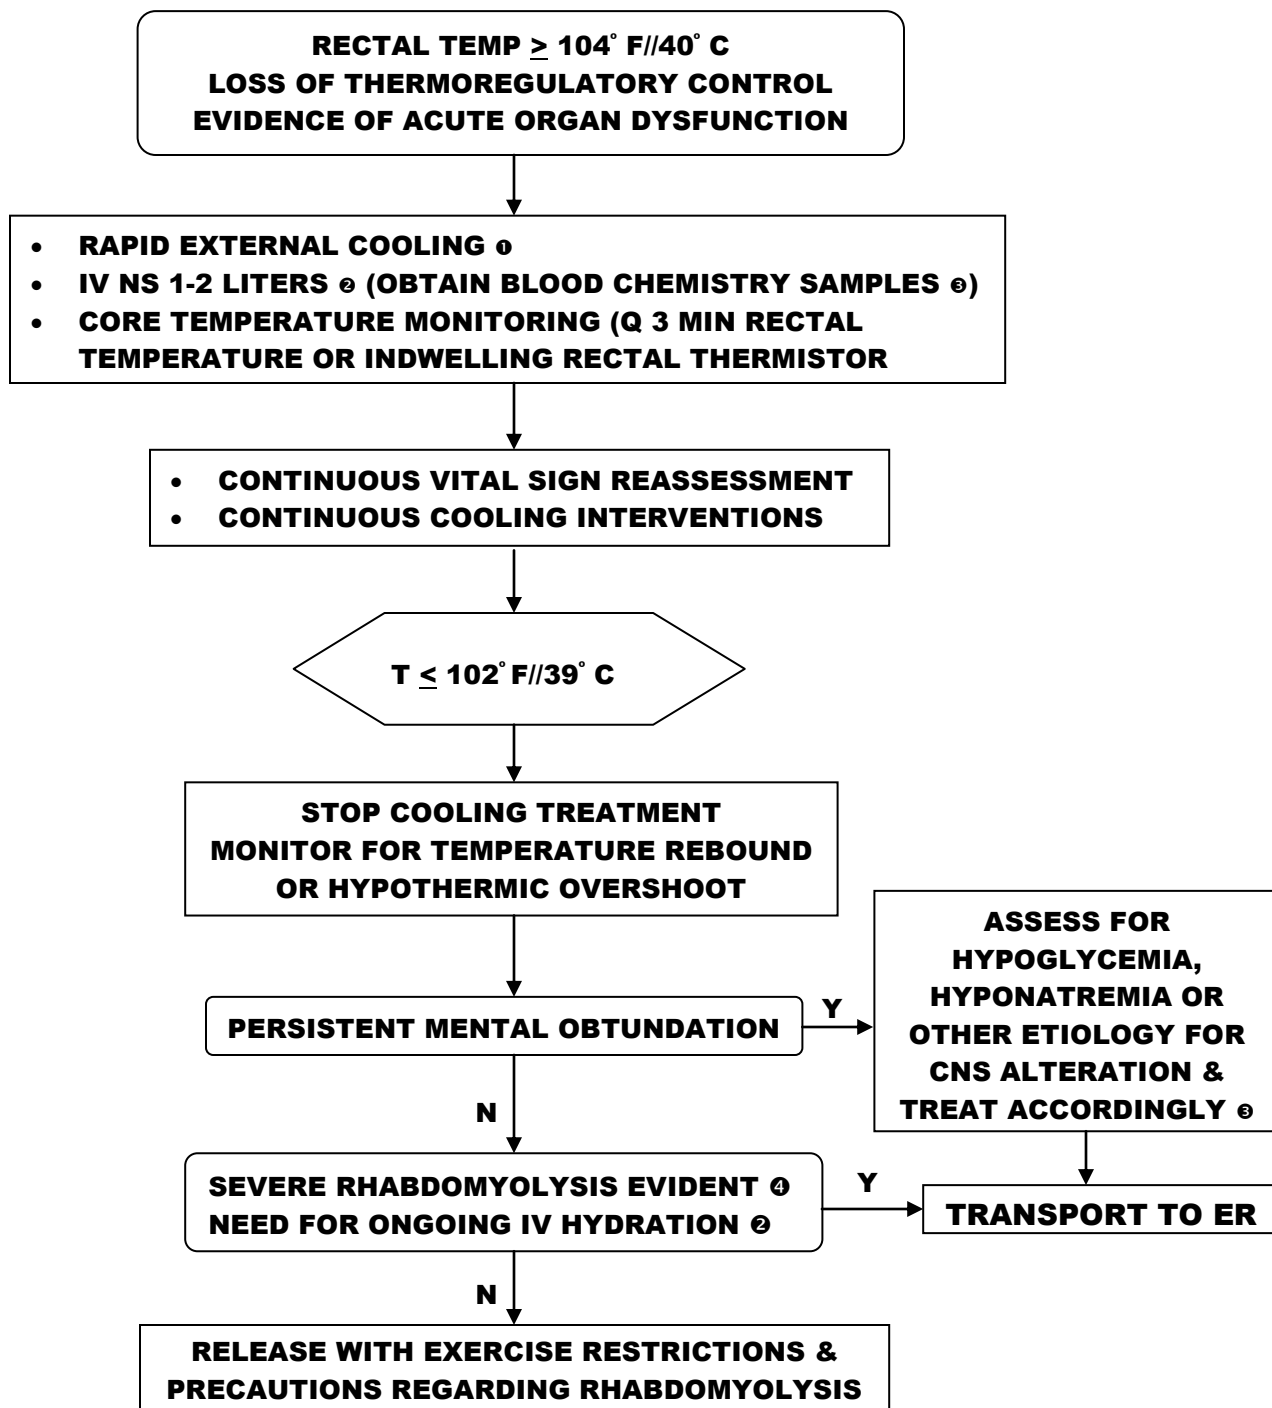 RECTAL TEMP ≥ 104° F//40° C
LOSS OF THERMOREGULATORY CONTROL
EVIDENCE OF ACUTE ORGAN DYSFUNCTION
• RAPID EXTERNAL COOLING ❶
• IV NS 1-2 LITERS ❷ (OBTAIN BLOOD CHEMISTRY SAMPLES ❸)
• CORE TEMPERATURE MONITORING (Q 3 MIN RECTAL
TEMPERATURE OR INDWELLING RECTAL THERMISTOR
• CONTINUOUS VITAL SIGN REASSESSMENT
• CONTINUOUS COOLING INTERVENTIONS
T ≤ 102° F//39° C
STOP COOLING TREATMENT
MONITOR FOR TEMPERATURE REBOUND
OR HYPOTHERMIC OVERSHOOT
PERSISTENT MENTAL OBTUNDATION
Y
ASSESS FOR
HYPOGLYCEMIA,
HYPONATREMIA OR
OTHER ETIOLOGY FOR
CNS ALTERATION &
TREAT ACCORDINGLY ❸
N
SEVERE RHABDOMYOLYSIS EVIDENT ❹
NEED FOR ONGOING IV HYDRATION ❷
Y
TRANSPORT TO ER
N
RELEASE WITH EXERCISE RESTRICTIONS &
PRECAUTIONS REGARDING RHABDOMYOLYSIS